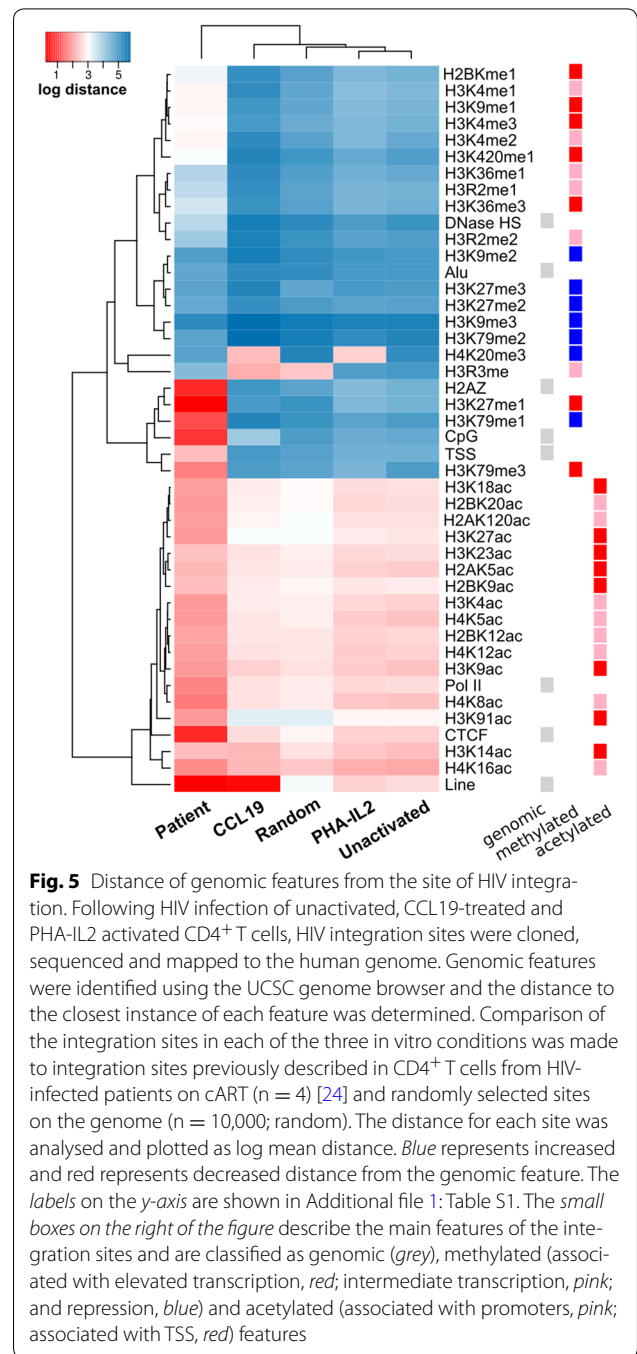 1 3 5
log distance
H2BKme1
H3K4me1
H3K9me1
H3K4me3
H3K4me2
H3K420me1
H3K36me1
H3R2me1
H3K36me3
DNase HS
H3R2me2
H3K9me2
Alu
H3K27me3
H3K27me2
H3K9me3
H3K79me2
H4K20me3
H3R3me
H2AZ
H3K27me1
H3K79me1
CpG
TSS
H3K79me3
H3K18ac
H2BK20ac
H2AK120ac
H3K27ac
H3K23ac
H2AK5ac
H2BK9ac
H3K4ac
H4K5ac
H2BK12ac
H4K12ac
H3K9ac
Pol II
H4K8ac
H3K91ac
CTCF
H3K14ac
H4K16ac
Line
Patient
CCL19
Random
PHA-IL2
Unactivated
genomic
methylated
acetylated
Fig. 5 Distance of genomic features from the site of HIV integra-
tion. Following HIV infection of unactivated, CCL19-treated and
PHA-IL2 activated CD4+ T cells, HIV integration sites were cloned,
sequenced and mapped to the human genome. Genomic features
were identified using the UCSC genome browser and the distance to
the closest instance of each feature was determined. Comparison of
the integration sites in each of the three in vitro conditions was made
to integration sites previously described in CD4+ T cells from HIV-
infected patients on cART (n = 4) [24] and randomly selected sites
on the genome (n = 10,000; random). The distance for each site was
analysed and plotted as log mean distance. Blue represents increased
and red represents decreased distance from the genomic feature. The
labels on the y-axis are shown in Additional file 1: Table S1. The small
boxes on the right of the figure describe the main features of the inte-
gration sites and are classified as genomic (grey), methylated (associ-
ated with elevated transcription, red; intermediate transcription, pink;
and repression, blue) and acetylated (associated with promoters, pink;
associated with TSS, red) features